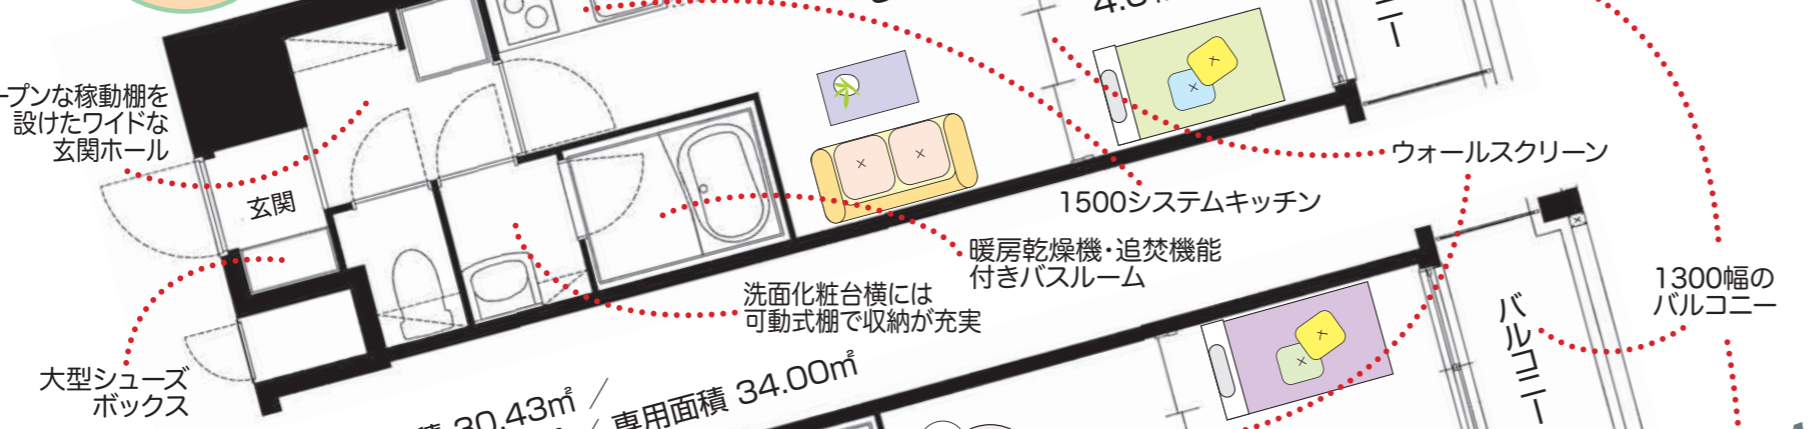 ープンな稼動棚を
設けたワイドな
玄関ホール
玄関
大型シューズ
ボックス
洗面化粧台横には
可動式棚で収納が充実
暖房乾燥機・追焚機能
付きバスルーム
1500システムキッチン
ウォールスクリーン
1300幅の
バルコニー
バルコニー
積 30.43㎡ /
/ 専用面積 34.00㎡